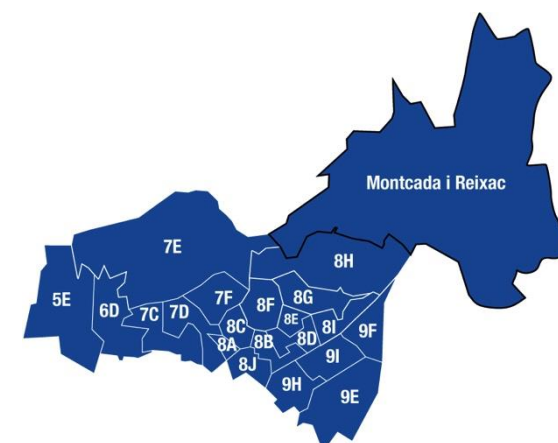 Montcada i Reixac
7E
8H
5E
6D
7C
7D
7F
8F
8G
8C
8E
8I
9F
8A
8B
8D
9I
8J
9H
9E